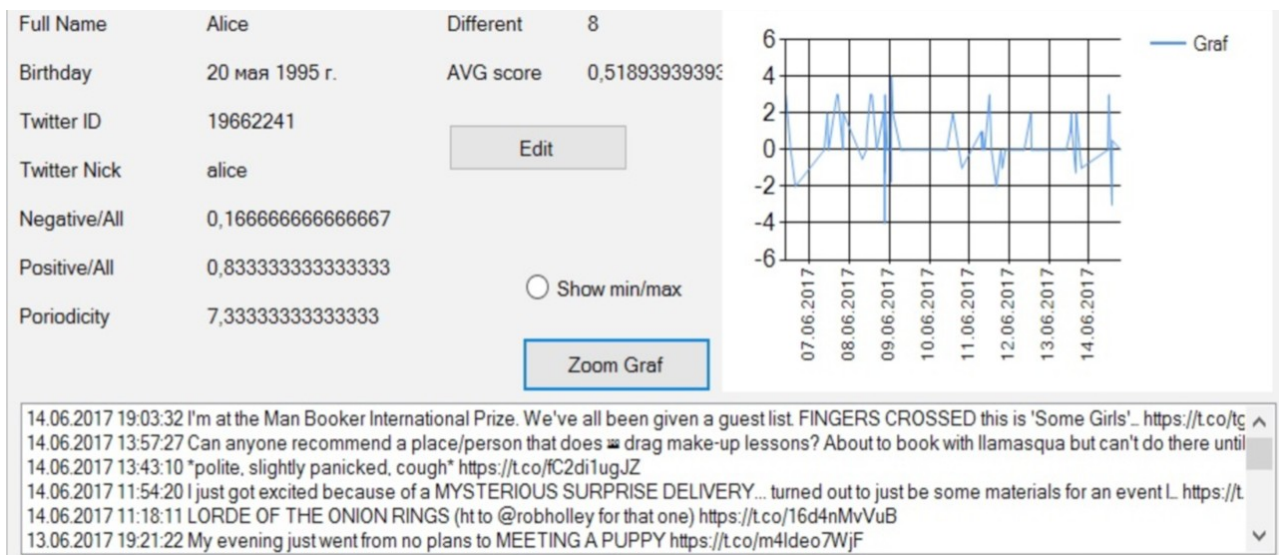 Full Name Alice Different 8
Birthday 20 мая 1995 г. AVG score 0,51893939393
Twitter ID 19662241
Twitter Nick alice
Edit
Negative/All 0,166666666666667
Positive/All 0,833333333333333
Show min/max
Poriodicity 7,33333333333333
Zoom Graf
6
4
2
0
-2
-4
-6
Graf
07.06.2017
08.06.2017
09.06.2017
10.06.2017
11.06.2017
12.06.2017
13.06.2017
14.06.2017
14.06.2017 19:03:32 I'm at the Man Booker International Prize. We've all been given a guest list. FINGERS CROSSED this is 'Some Girls'... https://t.co/tg
14.06.2017 13:57:27 Can anyone recommend a place/person that does drag make-up lessons? About to book with llamasqua but can't do there until
14.06.2017 13:43:10 *polite, slightly panicked, cough* https://t.co/fC2di1ugJZ
14.06.2017 11:54:20 I just got excited because of a MYSTERIOUS SURPRISE DELIVERY... turned out to just be some materials for an event I... https://t.
14.06.2017 11:18:11 LORDE OF THE ONION RINGS (ht to @robholley for that one) https://t.co/16d4nMvVuB
13.06.2017 19:21:22 My evening just went from no plans to MEETING A PUPPY https://t.co/m4Ideo7WjF